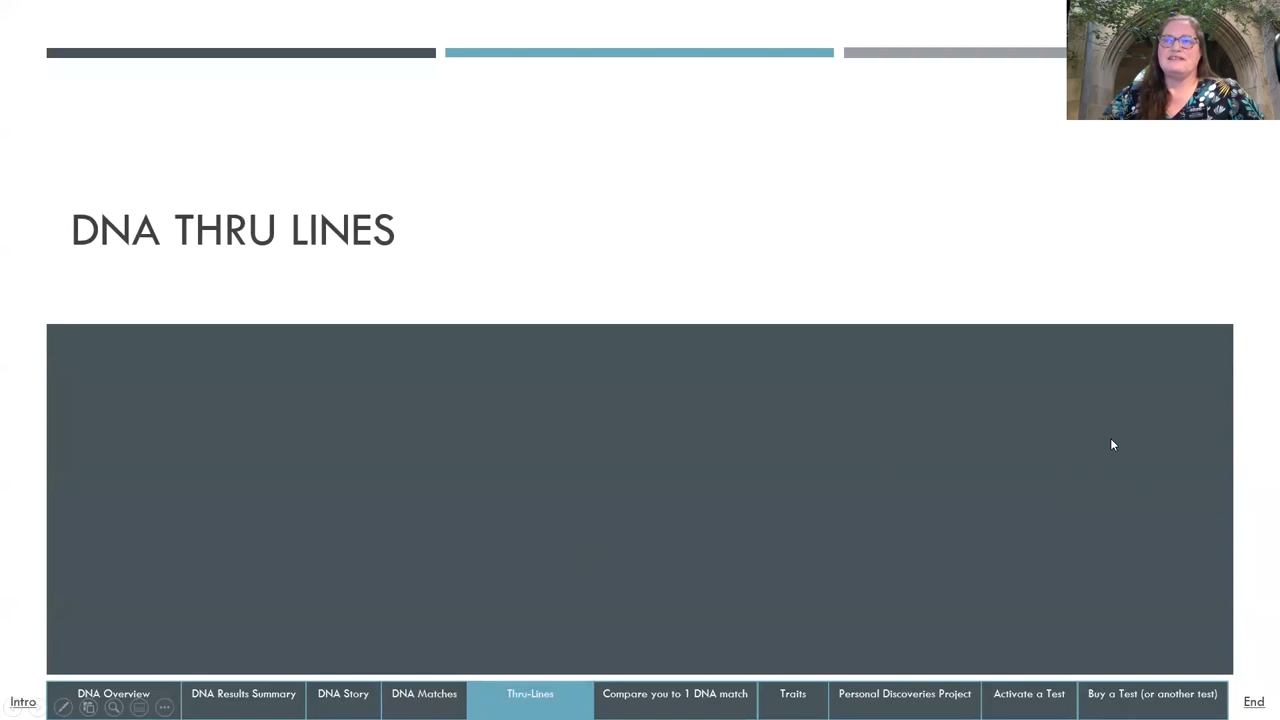 DNA THRU LINES
Intro
DNA Overview
DNA Results Summary
DNA Story
DNA Matches
Thru-Lines
Compare you to 1 DNA match
Traits
Personal Discoveries Project
Activate a Test
Buy a Test (or another test)
End